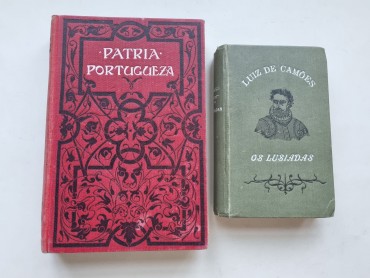 PATRIA
PORTUGUEZA
LUIZ DE CAMÕES
OS LUSIADAS